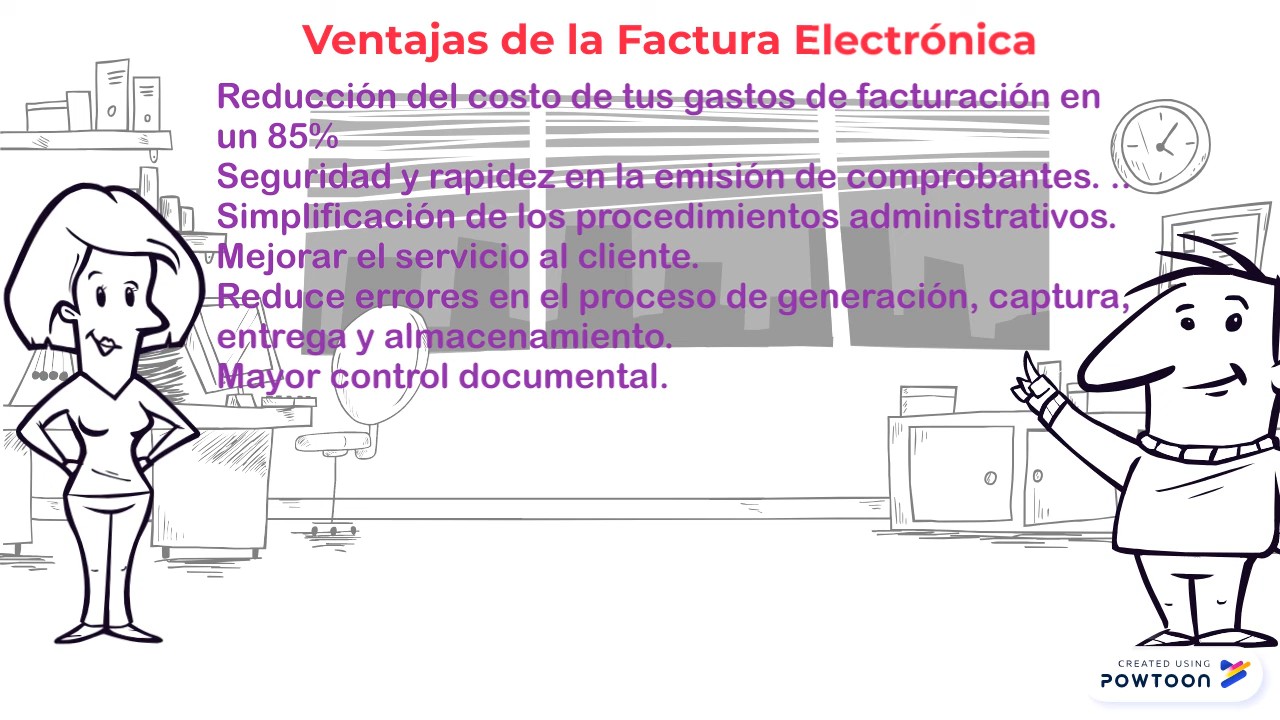 Ventajas de la Factura Electrónica
Reducción del costo de tus gastos de facturación en
un 85%
Seguridad y rapidez en la emisión de comprobantes. ..
Simplificación de los procedimientos administrativos.
Mejorar el servicio al cliente.
Reduce errores en el proceso de generación, captura,
entrega y almacenamiento.
Mayor control documental.
CREATED USING
POWTOON